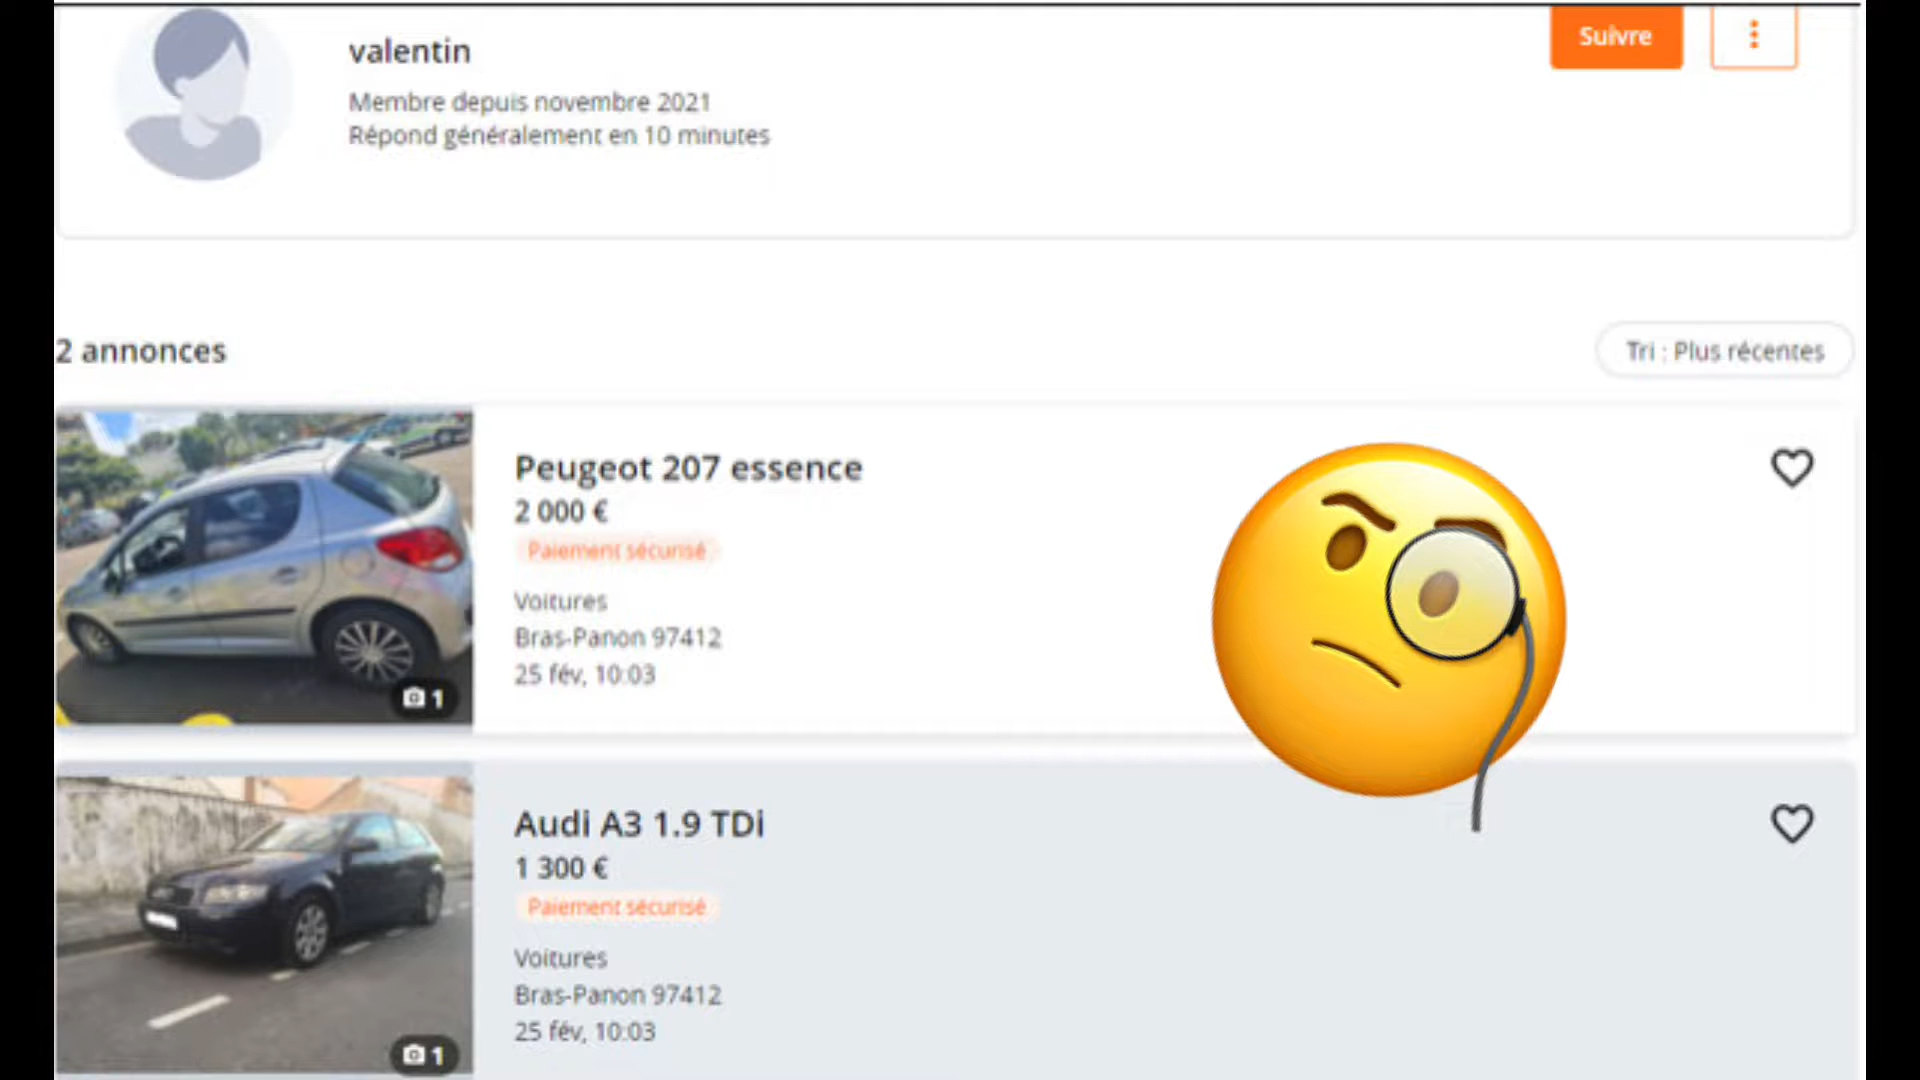 valentin
Suivre
Membre depuis novembre 2021
Répond généralement en 10 minutes
2 annonces
Tri : Plus récentes
Peugeot 207 essence
2 000 €
Paiement sécurisé
Voitures
Bras-Panon 97412
25 fév, 10:03
1
Audi A3 1.9 TDi
1 300 €
Paiement sécurisé
Voitures
Bras-Panon 97412
25 fév, 10:03
1